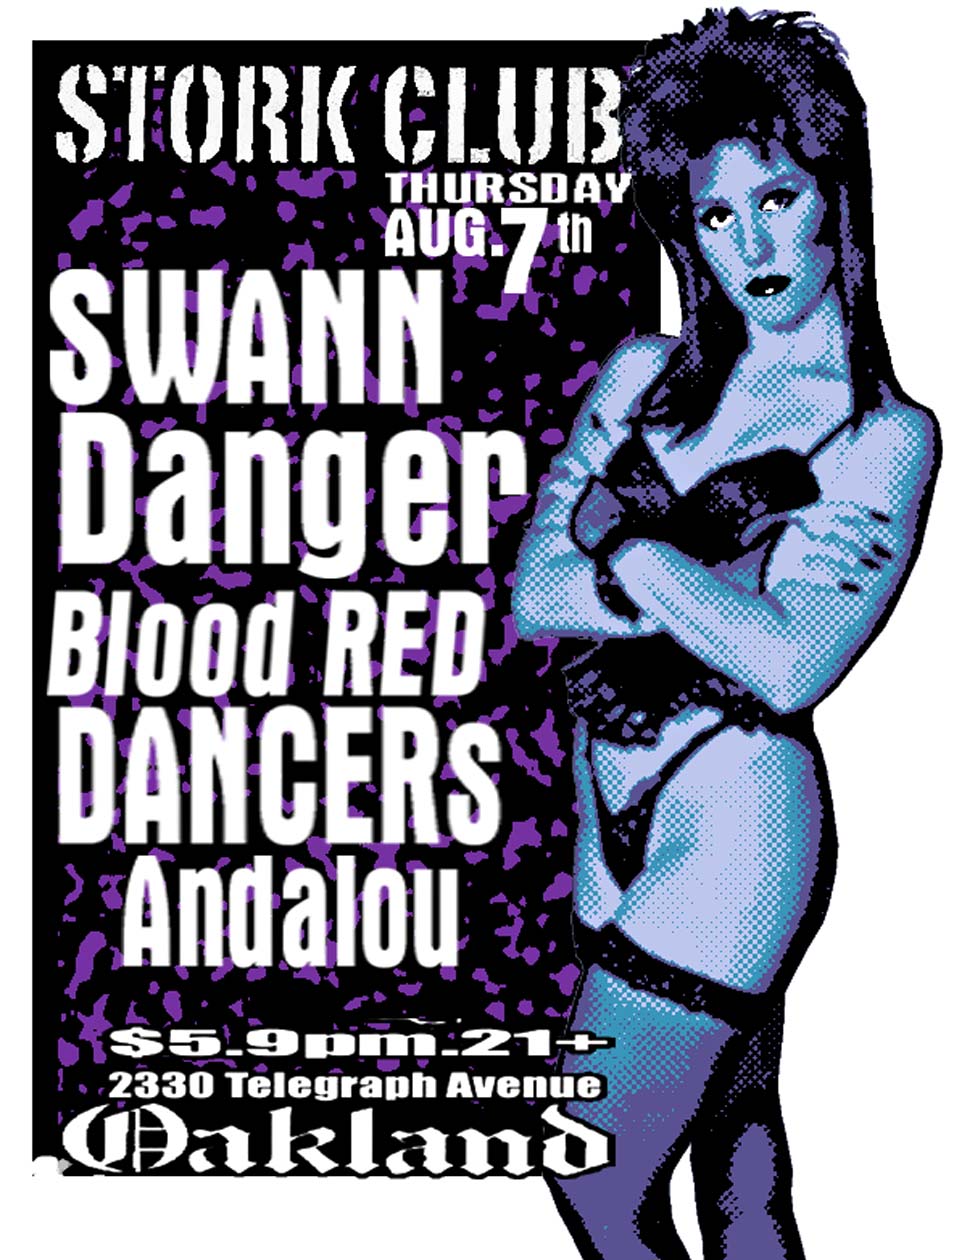 STORK CLUB
THURSDAY
AUG. 7th
SWANN
Danger
Blood RED
DANCERs
Andalou
$5.9pm.21+
2330 Telegraph Avenue
Oakland